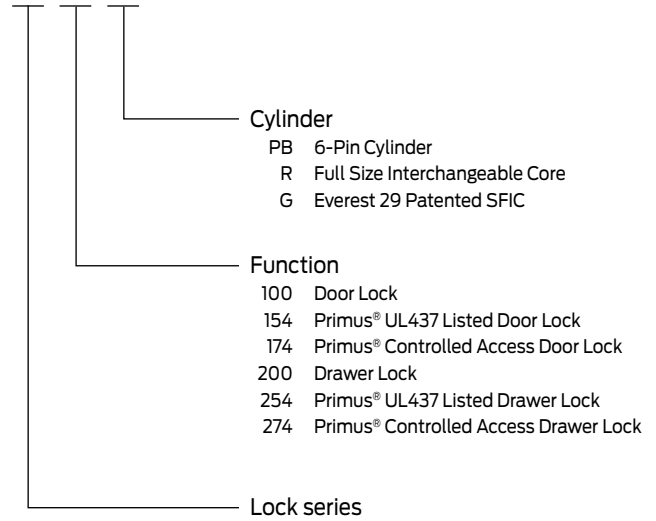 Cylinder
PB 6-Pin Cylinder
R Full Size Interchangeable Core
G Everest 29 Patented SFIC
Function
100 Door Lock
154 Primus® UL437 Listed Door Lock
174 Primus® Controlled Access Door Lock
200 Drawer Lock
254 Primus® UL437 Listed Drawer Lock
274 Primus® Controlled Access Drawer Lock
Lock series